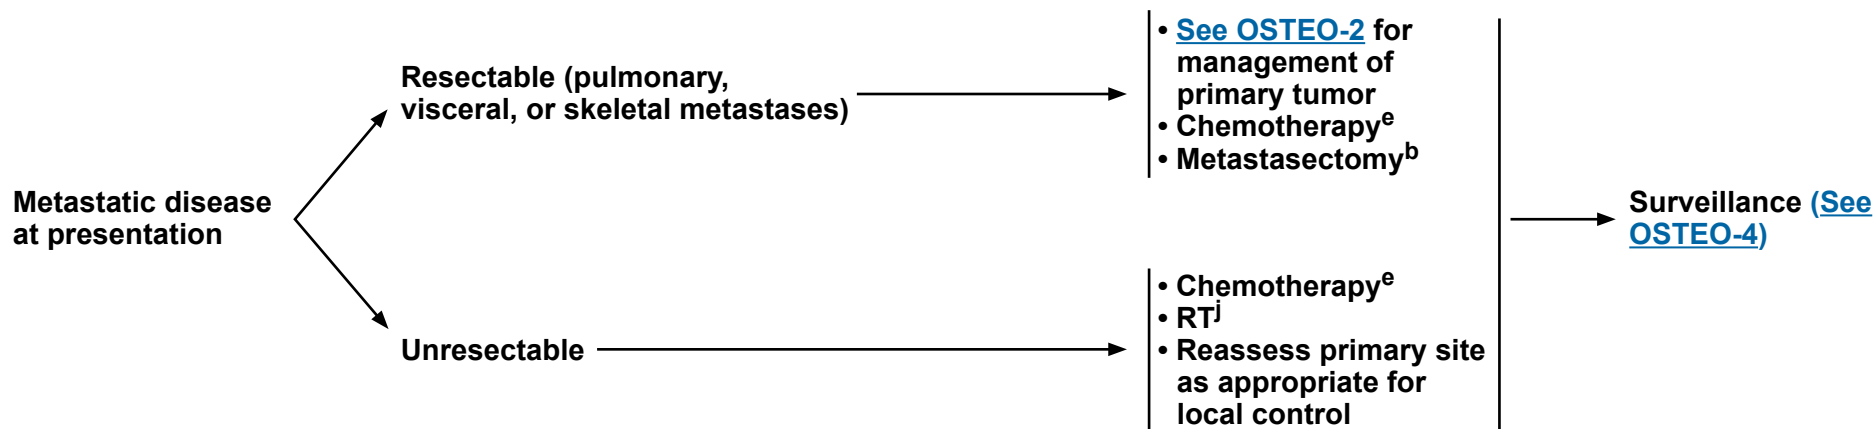 Metastatic disease
at presentation
Resectable (pulmonary,
visceral, or skeletal metastases)
• See OSTEO-2 for
management of
primary tumor
• Chemotherapyᵉ
• Metastasectomyᵇ
Unresectable
• Chemotherapyᵉ
• RTʲ
• Reassess primary site
as appropriate for
local control
Surveillance (See
OSTEO-4)